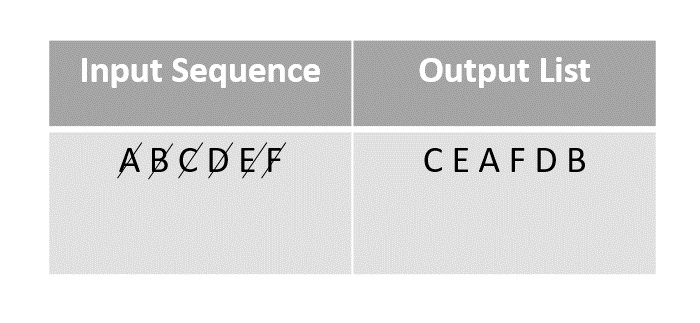 Input Sequence
Output List
A B C D E F
C E A F D B